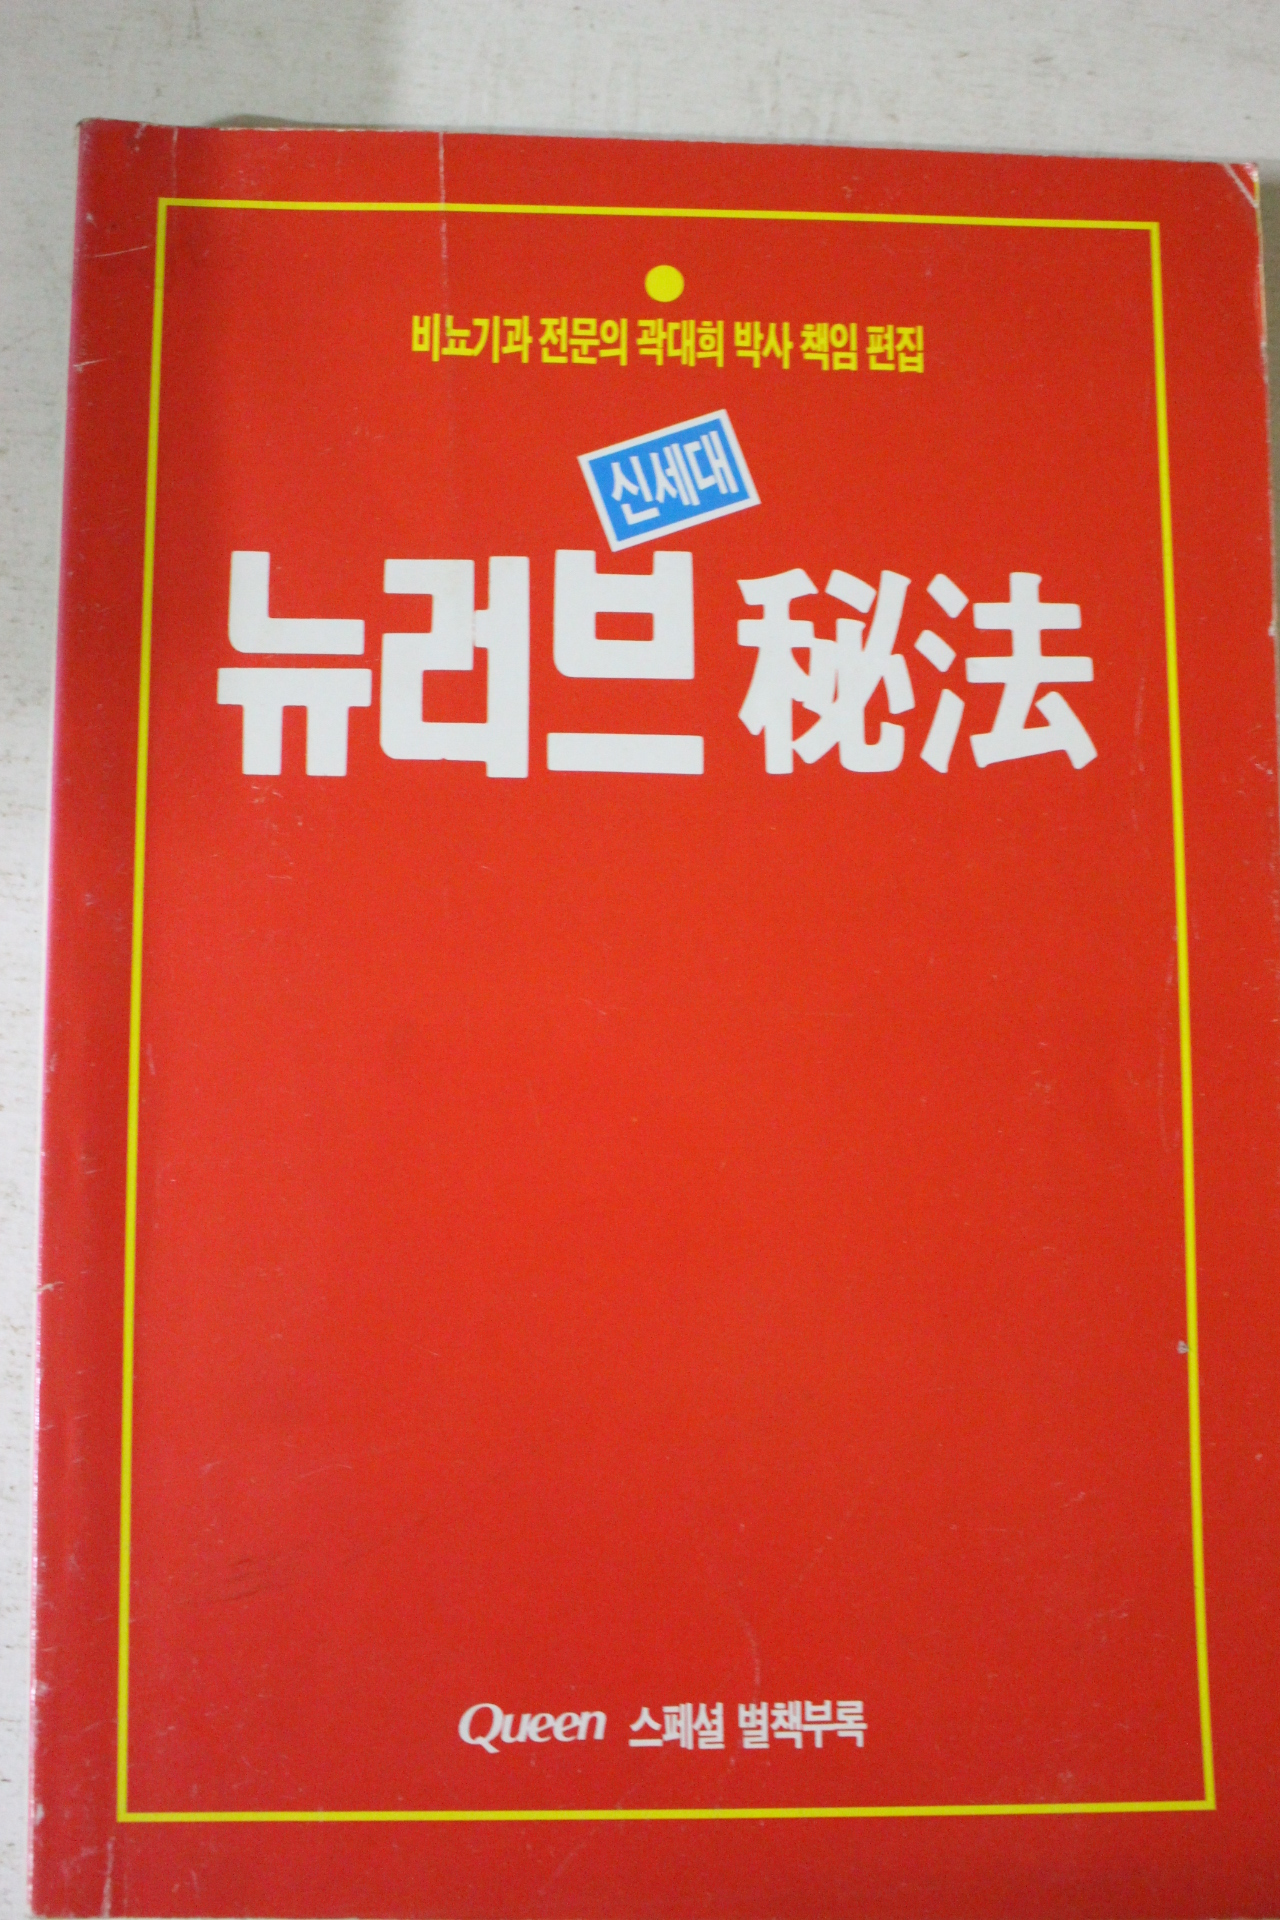 비뇨기과 전문의 곽대희 박사 책임 편집
신세대
뉴러브 秘法
Queen 스페셜 별책부록